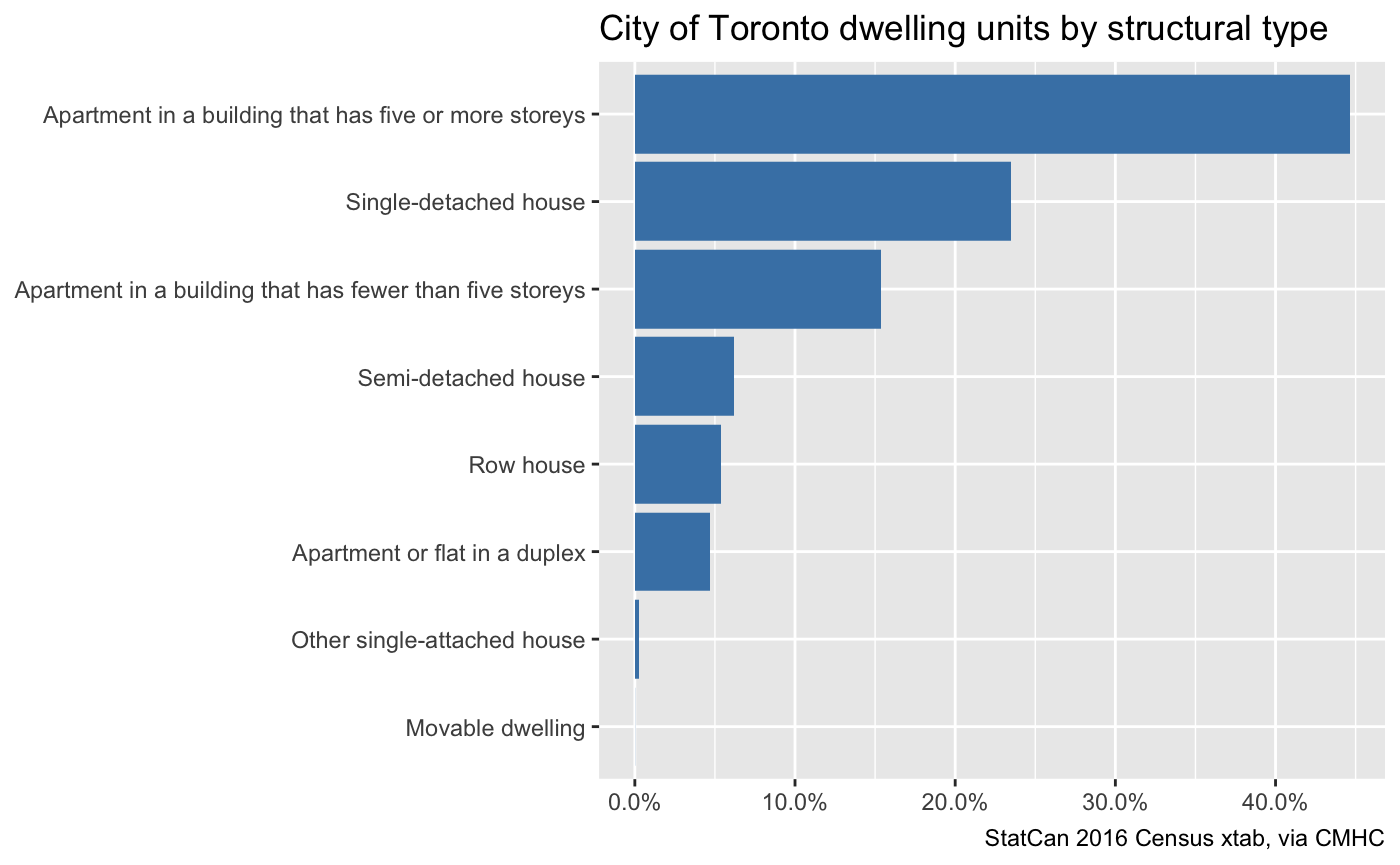 City of Toronto dwelling units by structural type
Apartment in a building that has five or more storeys
Single-detached house
Apartment in a building that has fewer than five storeys
Semi-detached house
Row house
Apartment or flat in a duplex
Other single-attached house
Movable dwelling
0.0% 10.0% 20.0% 30.0% 40.0%
StatCan 2016 Census xtab, via CMHC